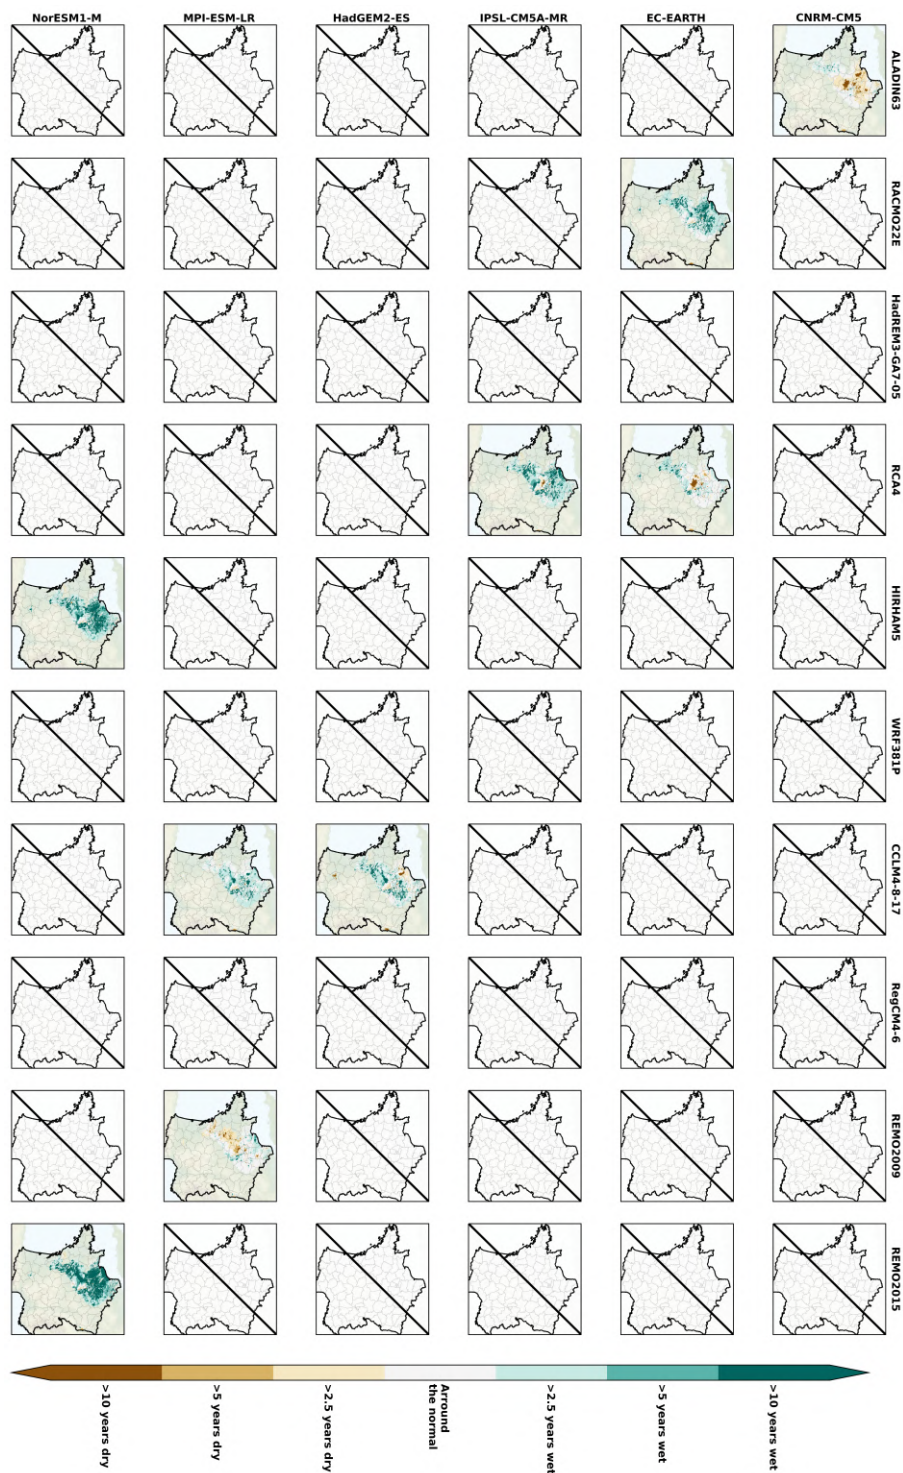 ALADIN63
RACMO22E
HadREM3-GA7-05
RCA4
HIRHAM5
WRF381P
CCLM4-8-17
RegCM4-6
REMO2009
REMO2015
CNRM-CM5
EC-EARTH
IPSL-CM5A-MR
HadGEM2-ES
MPI-ESM-LR
NorESM1-M
>10 years wet
>5 years wet
>2.5 years wet
Arround
the normal
>2.5 years dry
>5 years dry
>10 years dry